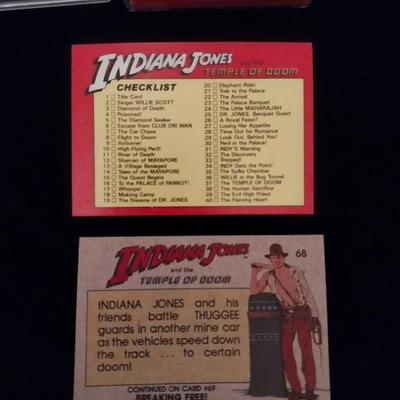 INDIANA JONES
and the
TEMPLE OF DOOM
CHECKLIST
1 Title Card
2 Singer WILLIE SCOTT
3 Diamond of Death
4 Poisoned!
5 The Diamond Seeker
6 Escape from CLUB OBI WAN
7 The Car Chase
8 Flight to Doom
9 Airborne!
10 High-Flying Peril!
11 River of Death
12 Shaman of MAYAPORE
13 A Village Besieged
14 Tales of the MAYAPORE
15 The Quest Begins
16 To the PALACE of PANKOT!
17 Whoops!
18 Making Camp
19 The Dreams of DR. JONES
20 Elephant Ride!
21 Trek to the Palace
22 The Arrival
23 The Palace Banquet
24 The Little MAHARAJAH
25 DR. JONES, Banquet Guest
26 A Royal Feast?
27 Losing Her Appetite
28 Time Out for Romance
29 Look Out, Behind You!
30 Peril in the Palace!
31 INDY'S Warning
32 The Discovery
33 Trapped!
34 INDY Gets the Point!
35 The Spike Chamber
36 WILLIE in the Bug Tunnel
37 The TEMPLE OF DOOM
38 The Human Sacrifice
39 The Evil High Priest
40 The Flaming Heart
INDIANA JONES
and the
TEMPLE OF DOOM
68
INDIANA JONES and his
friends battle THUGGEE
guards in another mine car
as the vehicles speed down
the track ... to certain
doom!
CONTINUED ON CARD #69
BREAKING FREE!